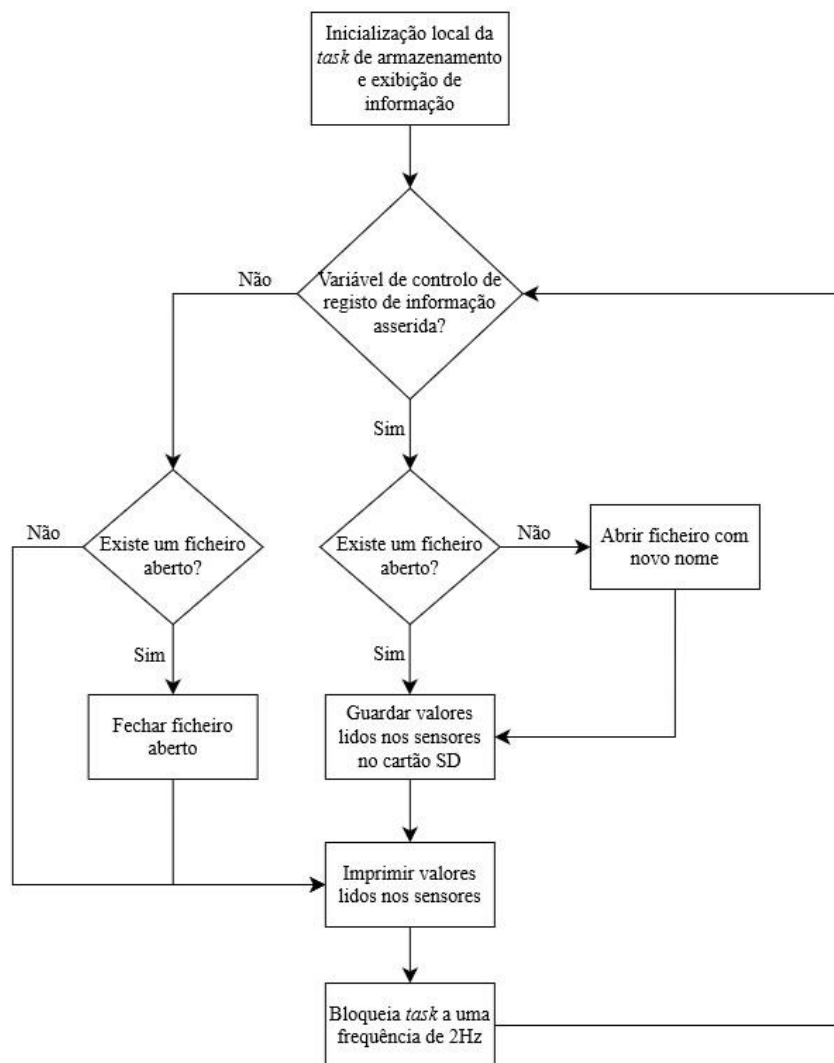 Inicialização local da
task de armazenamento
e exibição de
informação
Não
Variável de controlo de
registo de informação
asserida?
Sim
Não
Existe um ficheiro
aberto?
Existe um ficheiro
aberto?
Não
Abrir ficheiro com
novo nome
Sim
Sim
Fechar ficheiro
aberto
Guardar valores
lidos nos sensores
no cartão SD
Imprimir valores
lidos nos sensores
Bloqueia task a uma
frequência de 2Hz